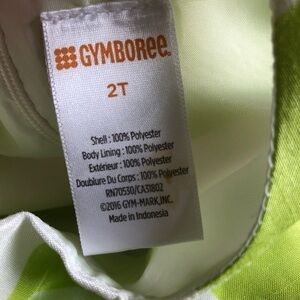 GYMBOREE
2T
Shell : 100% Polyester
Body Lining : 100% Polyester
Extérieur : 100% Polyester
Doublure Du Corps : 100% Polyester
RN70530/CA31802
©2016 GYM-MARK,INC.
Made in Indonesia